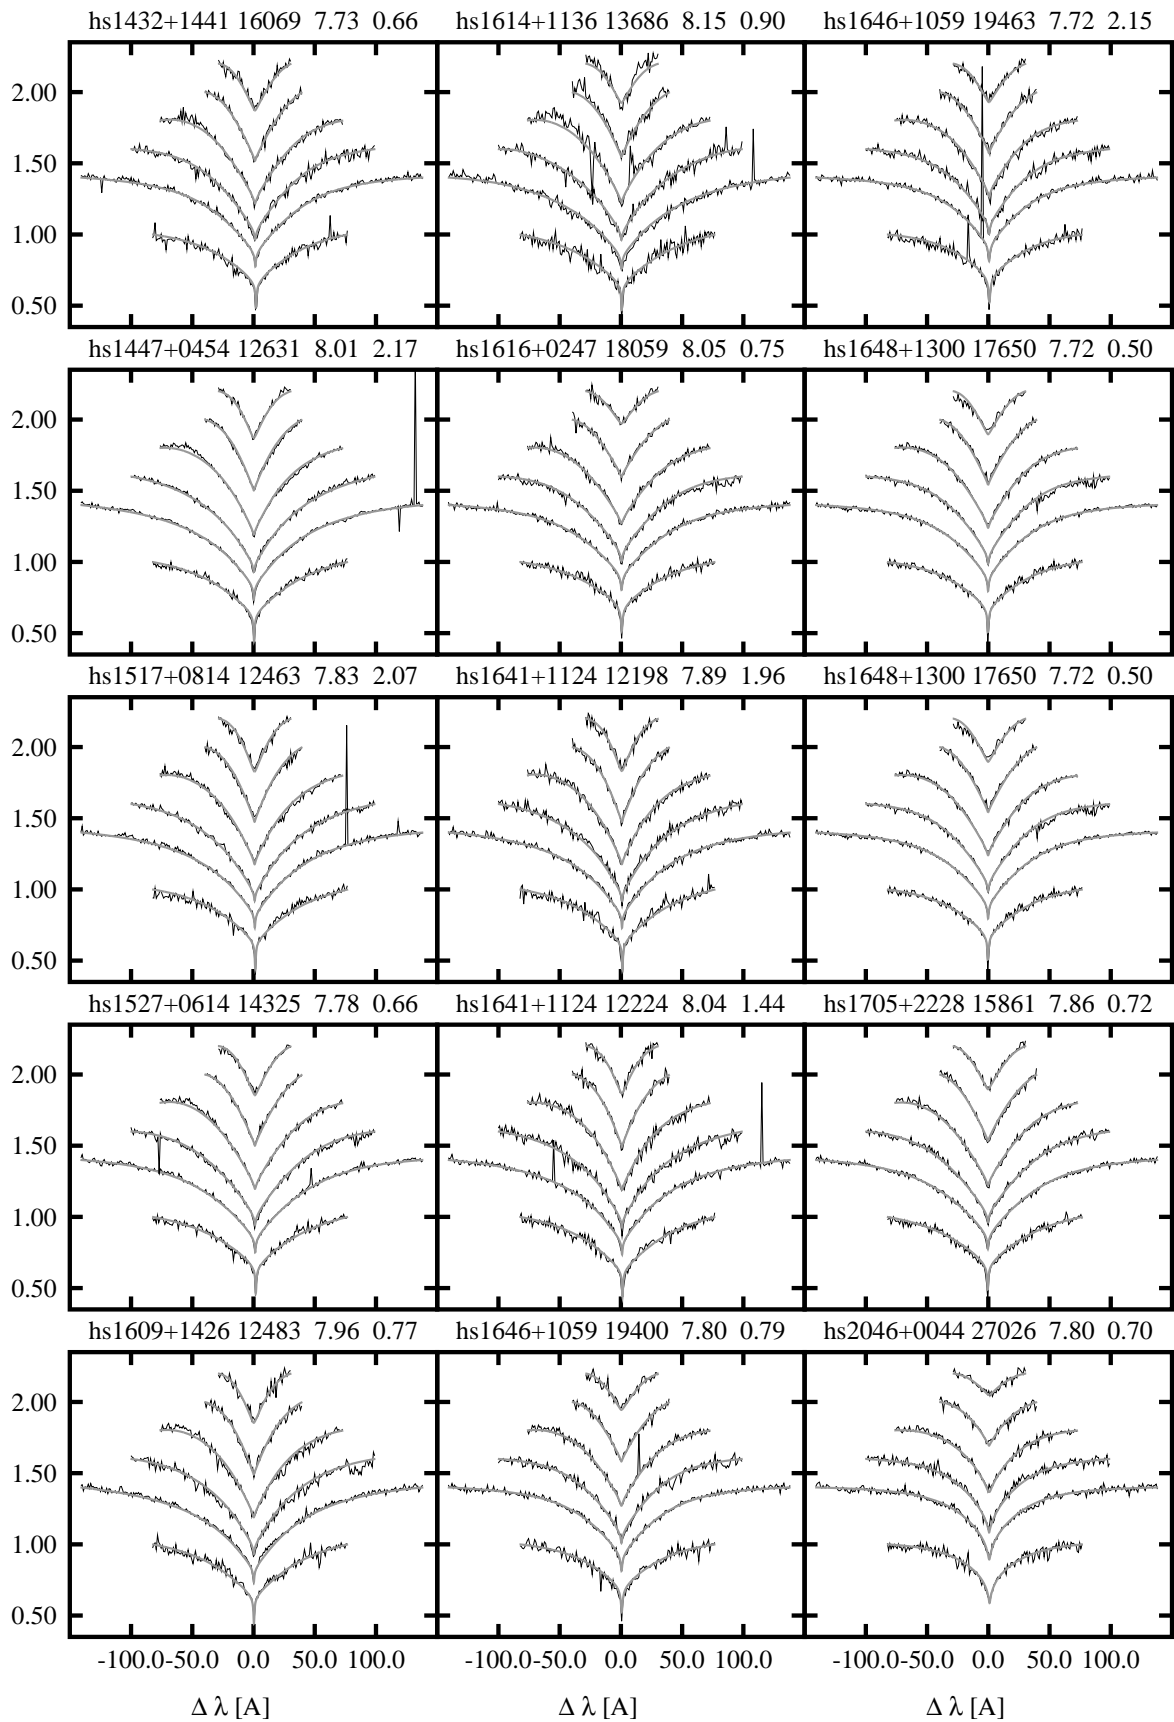 hs1432+1441 16069 7.73 0.66
hs1614+1136 13686 8.15 0.90
hs1646+1059 19463 7.72 2.15
2.00
1.50
1.00
0.50
hs1447+0454 12631 8.01 2.17
hs1616+0247 18059 8.05 0.75
hs1648+1300 17650 7.72 0.50
2.00
1.50
1.00
0.50
hs1517+0814 12463 7.83 2.07
hs1641+1124 12198 7.89 1.96
hs1648+1300 17650 7.72 0.50
2.00
1.50
1.00
0.50
hs1527+0614 14325 7.78 0.66
hs1641+1124 12224 8.04 1.44
hs1705+2228 15861 7.86 0.72
2.00
1.50
1.00
0.50
hs1609+1426 12483 7.96 0.77
hs1646+1059 19400 7.80 0.79
hs2046+0044 27026 7.80 0.70
2.00
1.50
1.00
0.50
-100.0 -50.0 0.0 50.0 100.0
-100.0 -50.0 0.0 50.0 100.0
-100.0 -50.0 0.0 50.0 100.0
Δ λ [A]
Δ λ [A]
Δ λ [A]